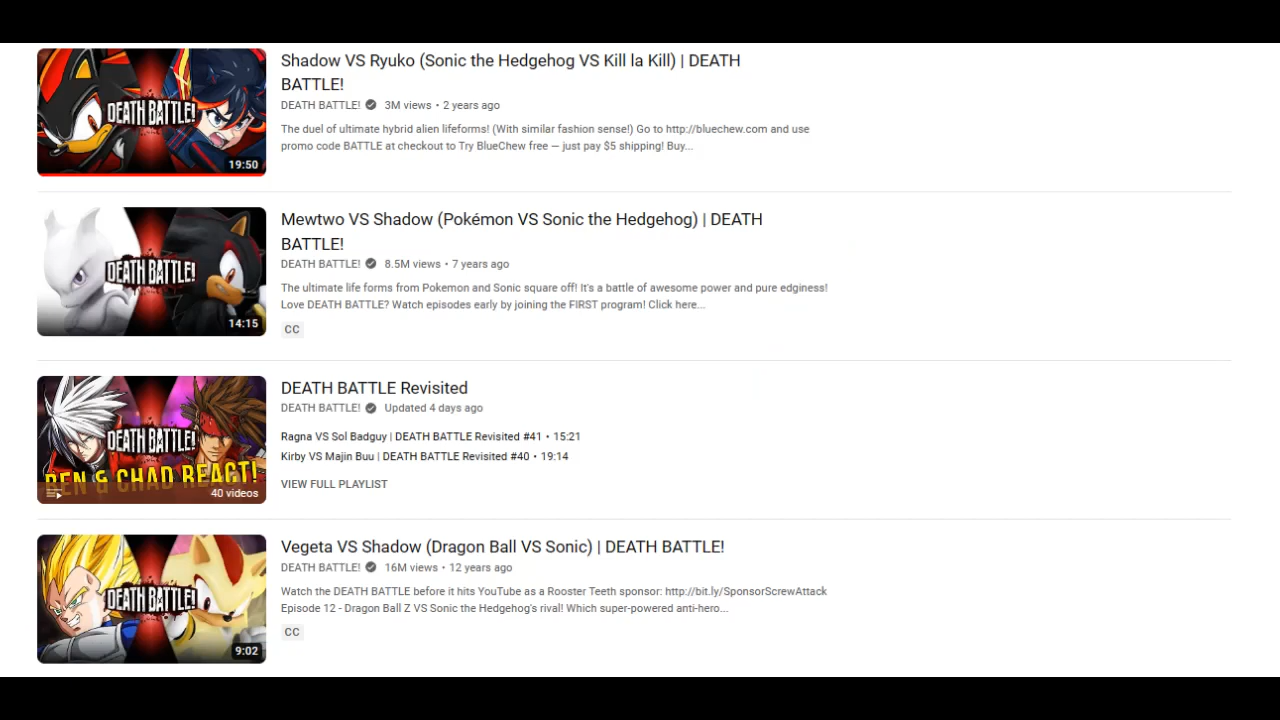 Shadow VS Ryuko (Sonic the Hedgehog VS Kill la Kill) | DEATH
BATTLE!
DEATH BATTLE! 3M views • 2 years ago
The duel of ultimate hybrid alien lifeforms! (With similar fashion sense!) Go to http://bluechew.com and use
promo code BATTLE at checkout to Try BlueChew free — just pay $5 shipping! Buy...
DEATH BATTLE!
19:50
Mewtwo VS Shadow (Pokémon VS Sonic the Hedgehog) | DEATH
BATTLE!
DEATH BATTLE! 8.5M views • 7 years ago
The ultimate life forms from Pokemon and Sonic square off! It's a battle of awesome power and pure edginess!
Love DEATH BATTLE? Watch episodes early by joining the FIRST program! Click here...
CC
DEATH BATTLE!
14:15
DEATH BATTLE Revisited
DEATH BATTLE! Updated 4 days ago
Ragna VS Sol Badguy | DEATH BATTLE Revisited #41 • 15:21
Kirby VS Majin Buu | DEATH BATTLE Revisited #40 • 19:14
VIEW FULL PLAYLIST
DEATH BATTLE!
BEN & CHAD REACT!
40 videos
Vegeta VS Shadow (Dragon Ball VS Sonic) | DEATH BATTLE!
DEATH BATTLE! 16M views • 12 years ago
Watch the DEATH BATTLE before it hits YouTube as a Rooster Teeth sponsor: http://bit.ly/SponsorScrewAttack
Episode 12 - Dragon Ball Z VS Sonic the Hedgehog's rival! Which super-powered anti-hero...
CC
DEATH BATTLE!
9:02